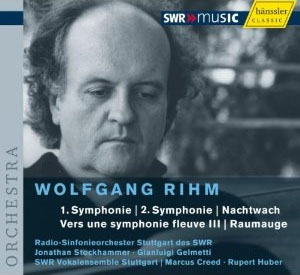 SWR» MUSIC
hänssler
CLASSIC
ORCHESTRA
WOLFGANG RIHM
1. Symphonie | 2. Symphonie | Nachtwach
Vers une symphonie fleuve III | Raumauge
Radio-Sinfonieorchester Stuttgart des SWR
Jonathan Stockhammer · Gianluigi Gelmetti
SWR Vokalensemble Stuttgart | Marcus Creed · Rupert Huber